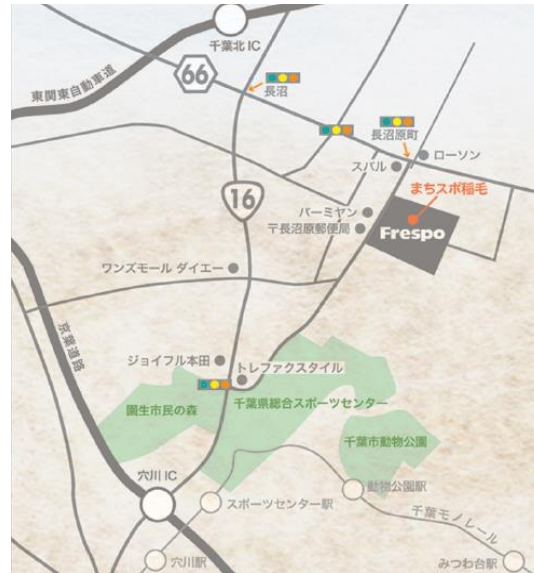 千葉北IC
66
東関東自動車道
長沼
長沼原町
ローソン
スバル
まちスポ稲毛
16
バーミヤン
〒長沼原郵便局
Frespo
ワンズモール ダイエー
京葉道路
ジョイフル本田
トレファクスタイル
園生市民の森
千葉県総合スポーツセンター
千葉市動物公園
穴川IC
スポーツセンター駅
動物公園駅
千葉モノレール
穴川駅
みつわ台駅